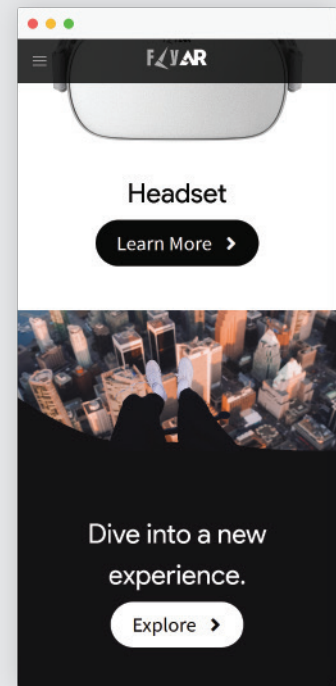 FLYAR
Headset
Learn More
Dive into a new
experience.
Explore